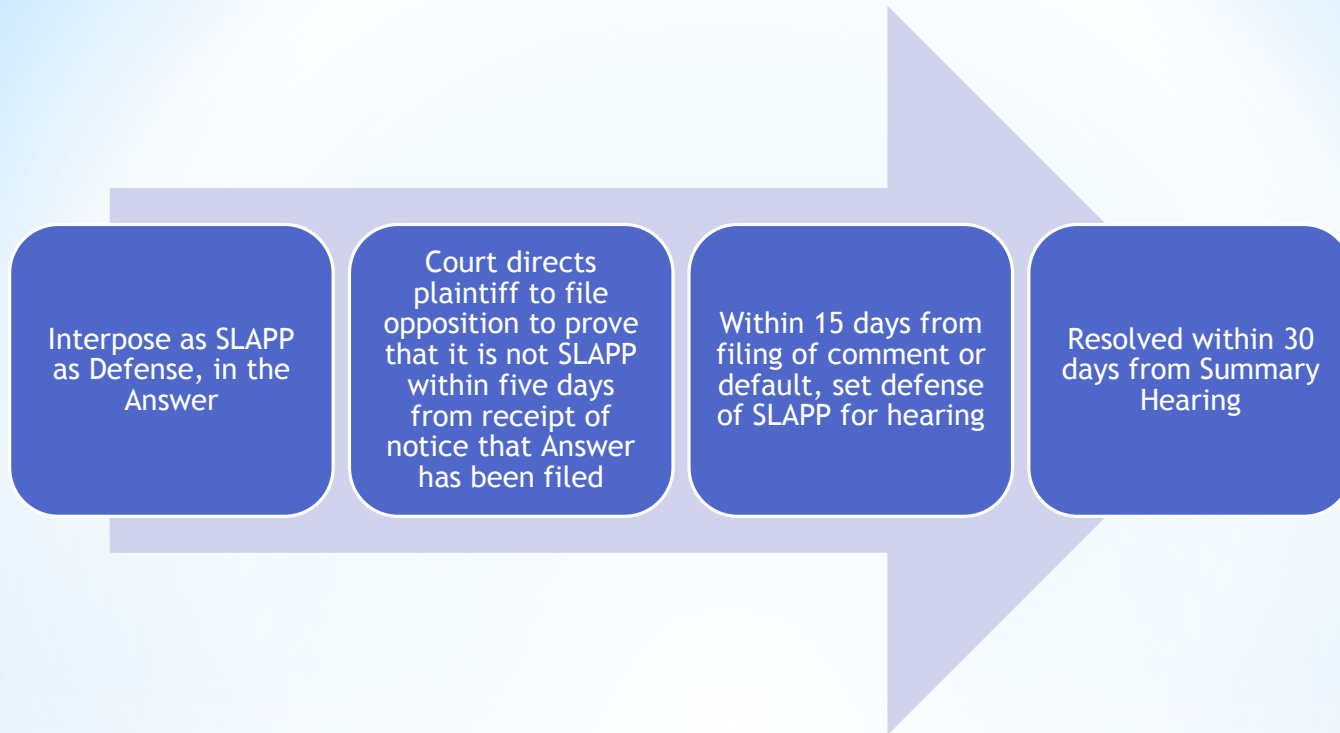 Interpose as SLAPP
as Defense, in the
Answer
Court directs
plaintiff to file
opposition to prove
that it is not SLAPP
within five days
from receipt of
notice that Answer
has been filed
Within 15 days from
filing of comment or
default, set defense
of SLAPP for hearing
Resolved within 30
days from Summary
Hearing